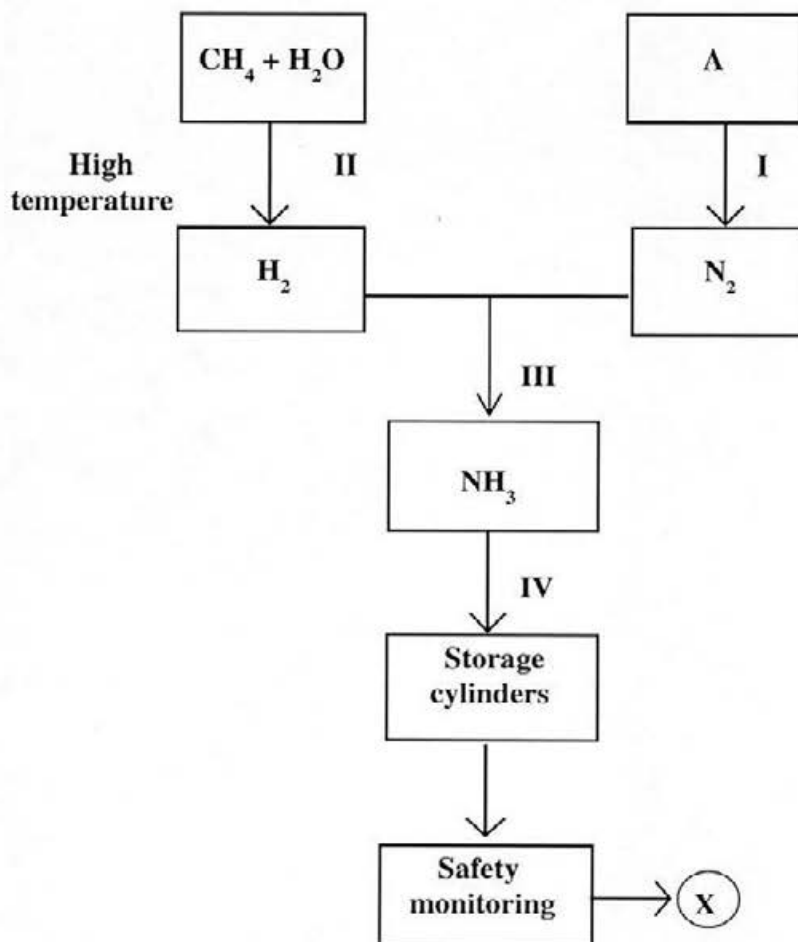 CH₄ + H₂O
A
High
temperature
II
I
H₂
N₂
III
NH₃
IV
Storage
cylinders
Safety
monitoring
X